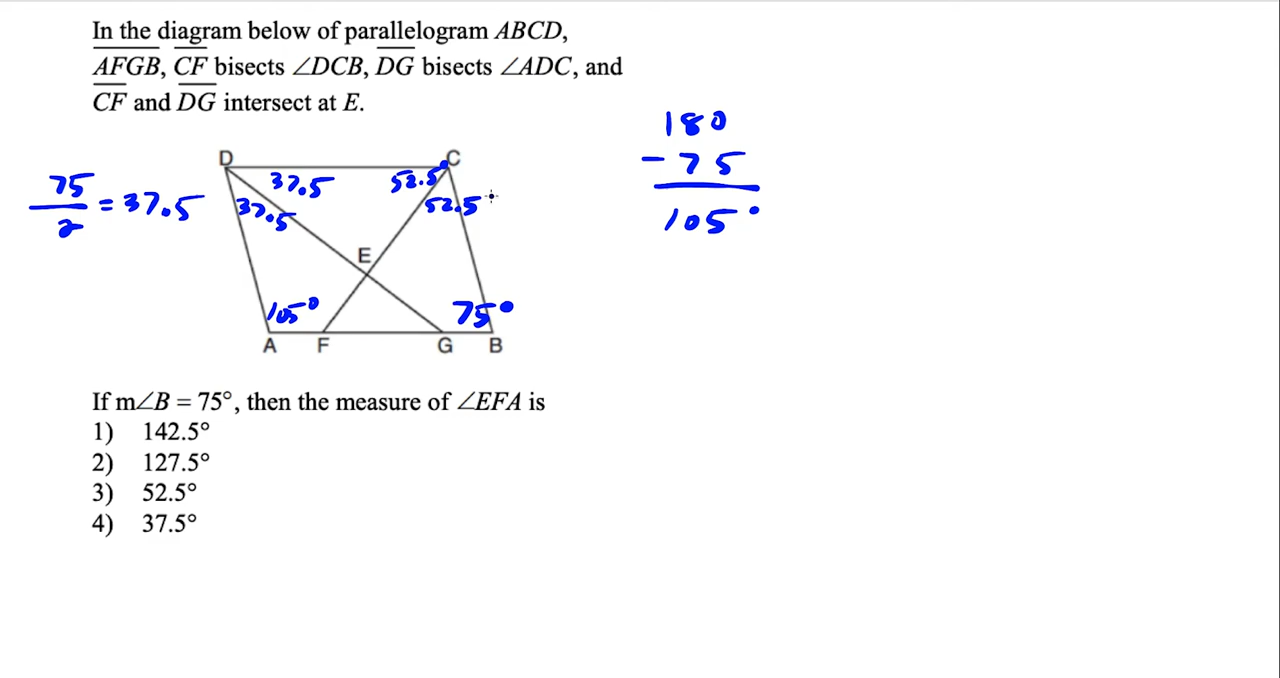 In the diagram below of parallelogram ABCD,
AFGB, CF bisects ∠DCB, DG bisects ∠ADC, and
CF and DG intersect at E.
180
- 75
105°
75
2
= 37.5
D
C
37.5
52.5
37.5
52.5
E
105°
75°
A F G B
If m∠B = 75°, then the measure of ∠EFA is
1) 142.5°
2) 127.5°
3) 52.5°
4) 37.5°